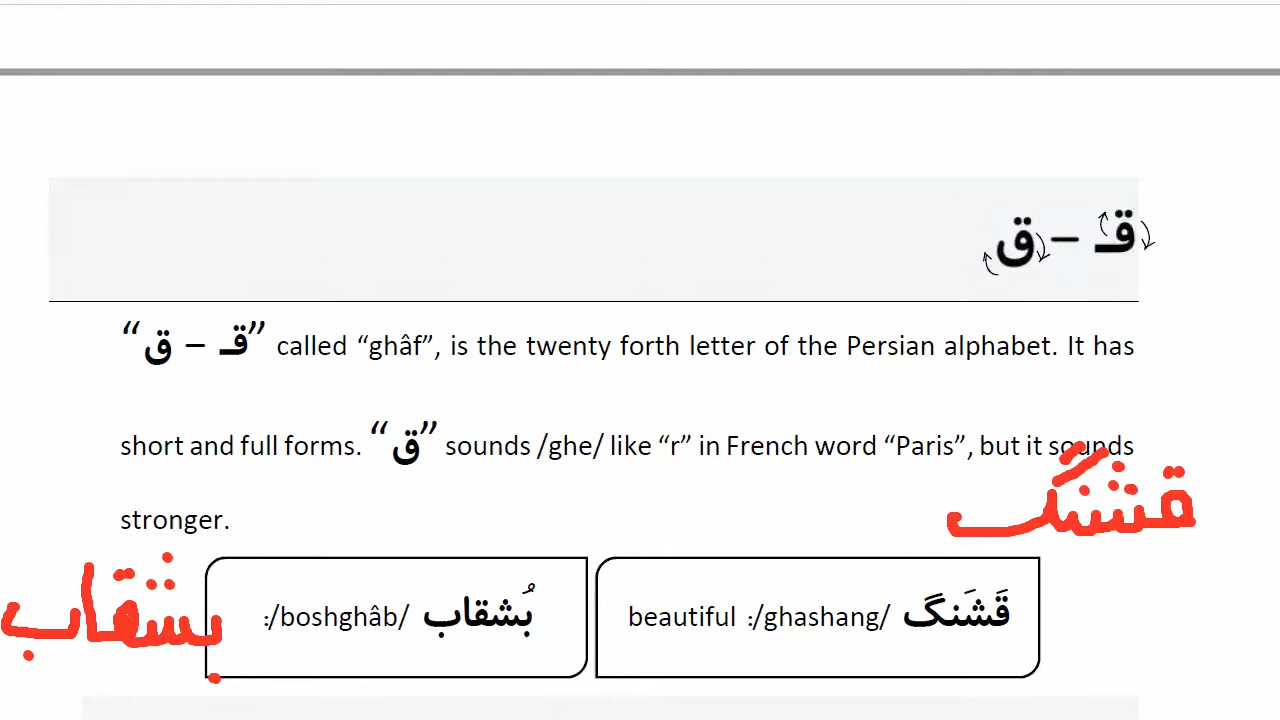 قـ – ق
“قـ – ق” called “ghâf”, is the twenty forth letter of the Persian alphabet. It has
short and full forms. “ق” sounds /ghe/ like “r” in French word “Paris”, but it sounds
stronger.
قشنگ
بشقاب
بُشقاب /boshghâb/:
قَشَنگ /ghashang/: beautiful